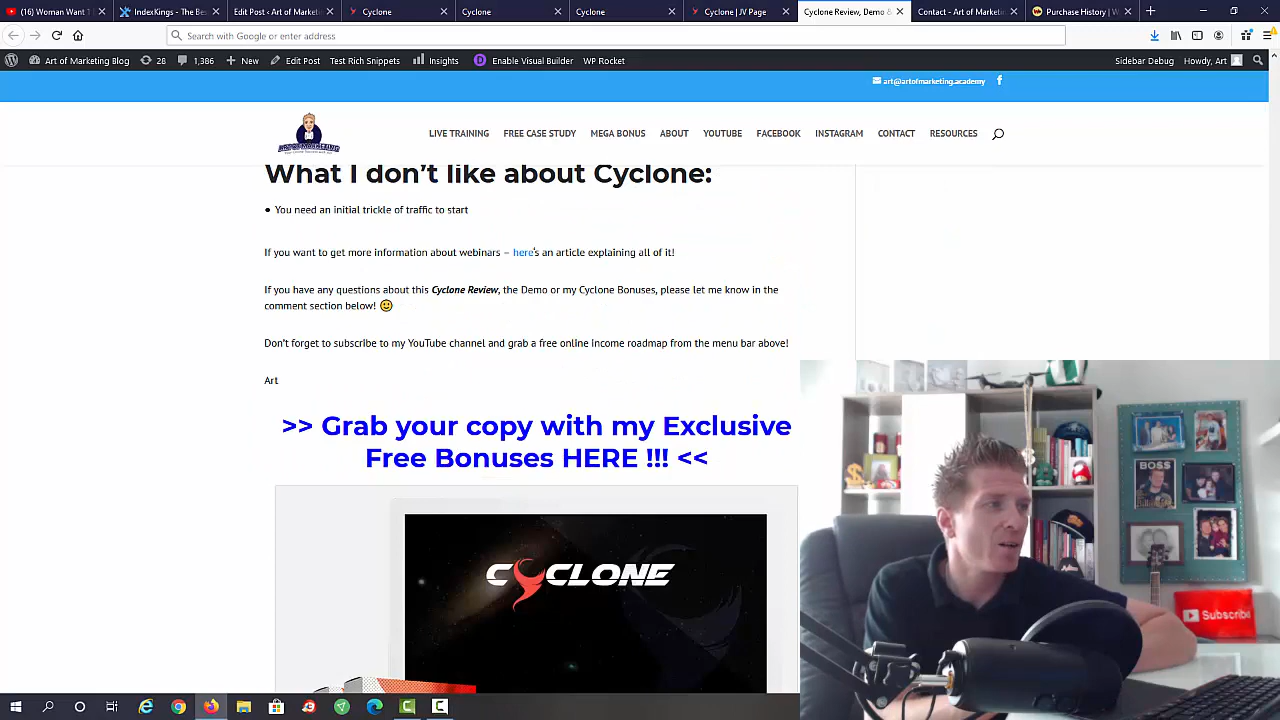 (16) Woman Want
IndexKings - The Be
Edit Post ‹ Art of Marketing
Cyclone
Cyclone
Cyclone
Cyclone | JV Page
Cyclone Review, Demo &
Contact - Art of Marketin
Purchase History | W
Search with Google or enter address
Art of Marketing Blog
28
1,386
New
Edit Post
Test Rich Snippets
Insights
Enable Visual Builder
WP Rocket
Sidebar Debug
Howdy, Art
art@artofmarketing.academy
ART OF MARKETING
LIVE TRAINING
FREE CASE STUDY
MEGA BONUS
ABOUT
YOUTUBE
FACEBOOK
INSTAGRAM
CONTACT
RESOURCES
What I don't like about Cyclone:
● You need an initial trickle of traffic to start
If you want to get more information about webinars – here's an article explaining all of it!
If you have any questions about this Cyclone Review, the Demo or my Cyclone Bonuses, please let me know in the
comment section below! 🙂
Don't forget to subscribe to my YouTube channel and grab a free online income roadmap from the menu bar above!
Art
>> Grab your copy with my Exclusive
Free Bonuses HERE !!! <<
CYCLONE
BOSS
Subscribe